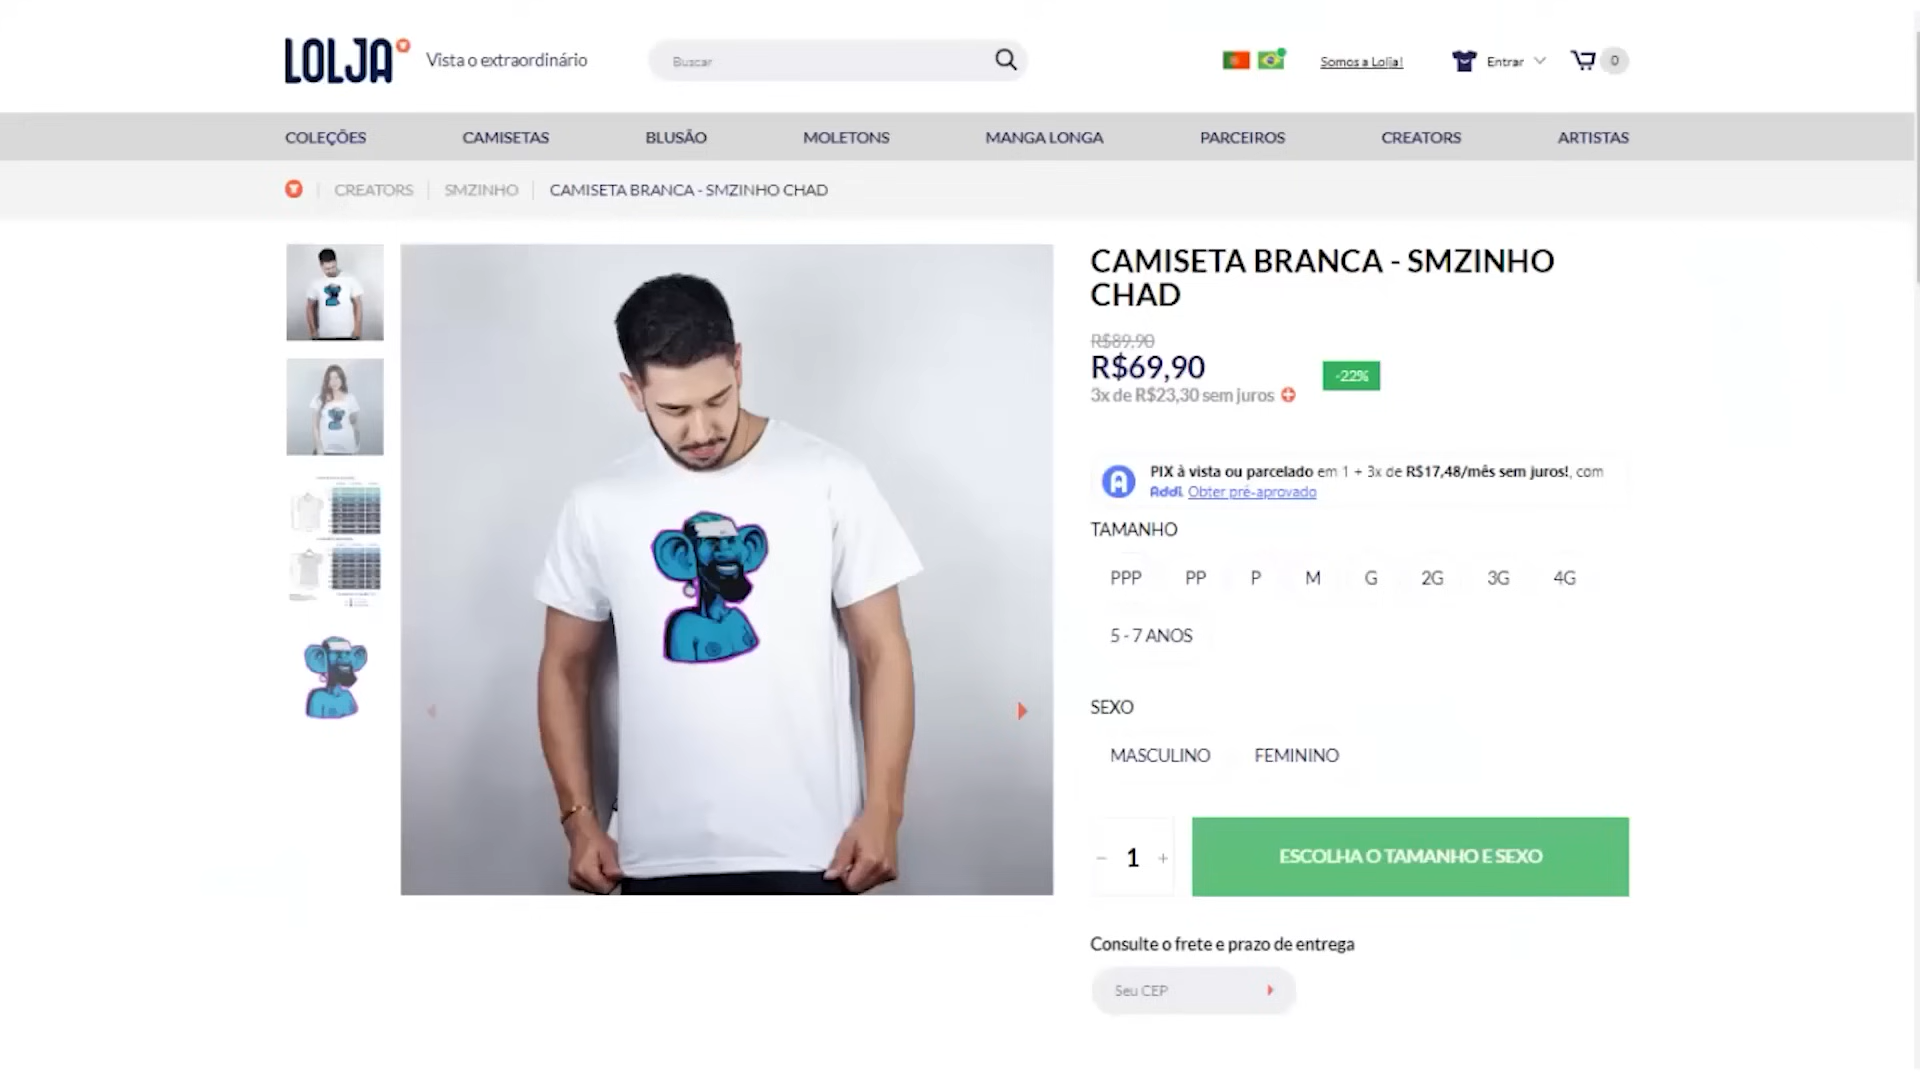 LOLJA
Vista o extraordinário
Buscar
Somos a Lolja!
Entrar
0
COLEÇÕES CAMISETAS BLUSÃO MOLETONS MANGA LONGA PARCEIROS CREATORS ARTISTAS
CREATORS SMZINHO CAMISETA BRANCA - SMZINHO CHAD
CAMISETA BRANCA - SMZINHO
CHAD
R$89,90
R$69,90
-22%
3x de R$23,30 sem juros
PIX à vista ou parcelado em 1 + 3x de R$17,48/mês sem juros!, com
Addi. Obter pré-aprovado
TAMANHO
PPP PP P M G 2G 3G 4G
5 - 7 ANOS
SEXO
MASCULINO FEMININO
− 1 +
ESCOLHA O TAMANHO E SEXO
Consulte o frete e prazo de entrega
Seu CEP